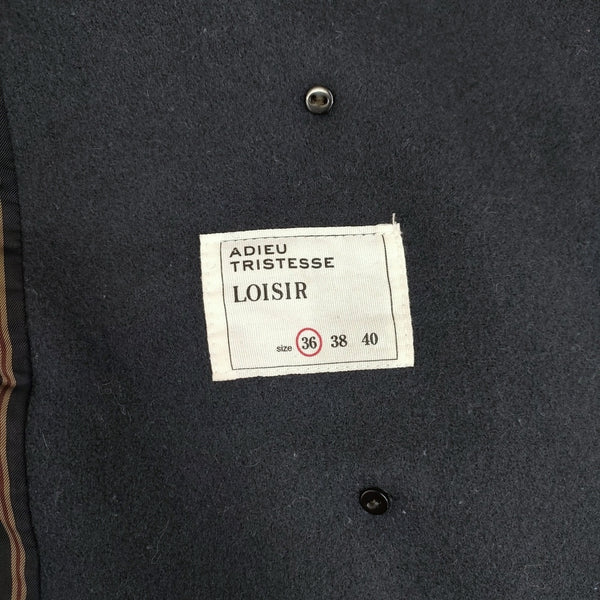 ADIEU
TRISTESSE
LOISIR
size 36 38 40